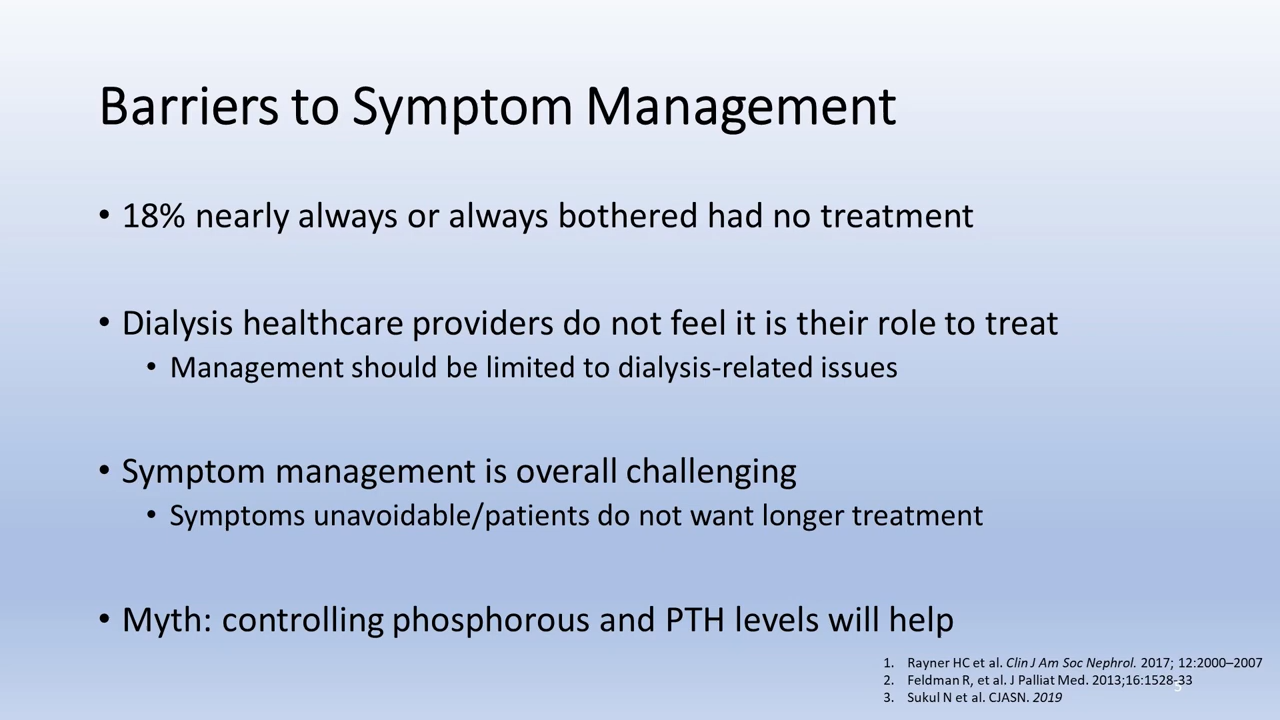 Barriers to Symptom Management
• 18% nearly always or always bothered had no treatment
• Dialysis healthcare providers do not feel it is their role to treat
• Management should be limited to dialysis-related issues
• Symptom management is overall challenging
• Symptoms unavoidable/patients do not want longer treatment
• Myth: controlling phosphorous and PTH levels will help
1. Rayner HC et al. Clin J Am Soc Nephrol. 2017; 12:2000–2007
2. Feldman R, et al. J Palliat Med. 2013;16:1528-33
3. Sukul N et al. CJASN. 2019
5